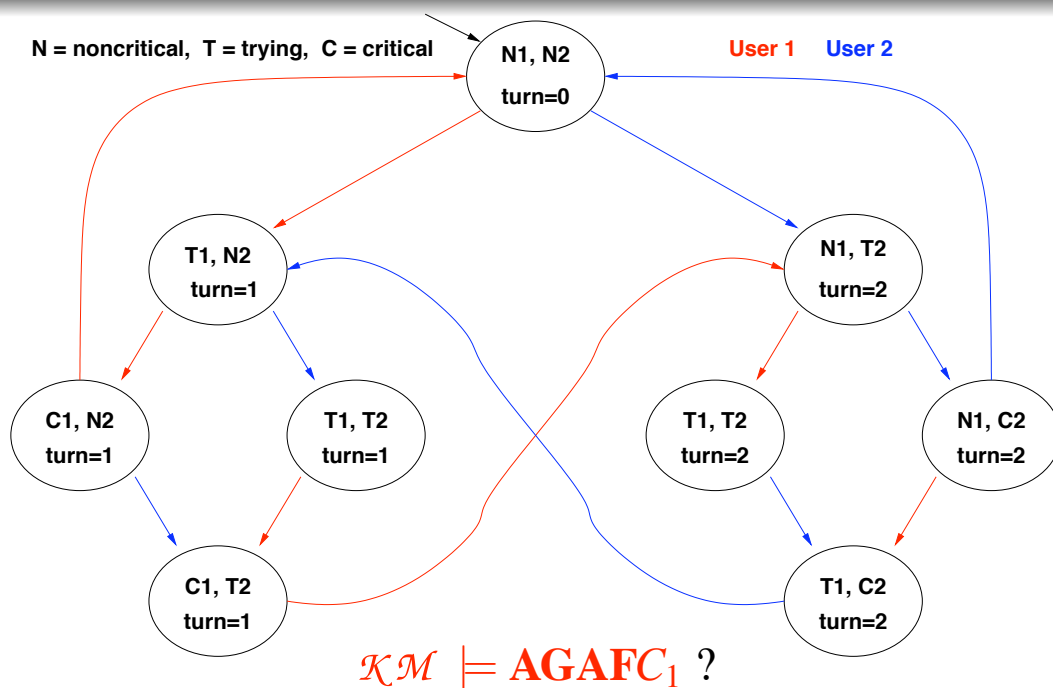 N = noncritical, T = trying, C = critical
User 1 User 2
N1, N2
turn=0
T1, N2
turn=1
N1, T2
turn=2
C1, N2
turn=1
T1, T2
turn=1
T1, T2
turn=2
N1, C2
turn=2
C1, T2
turn=1
T1, C2
turn=2
𝒦ℳ ⊨ AGAFC₁ ?